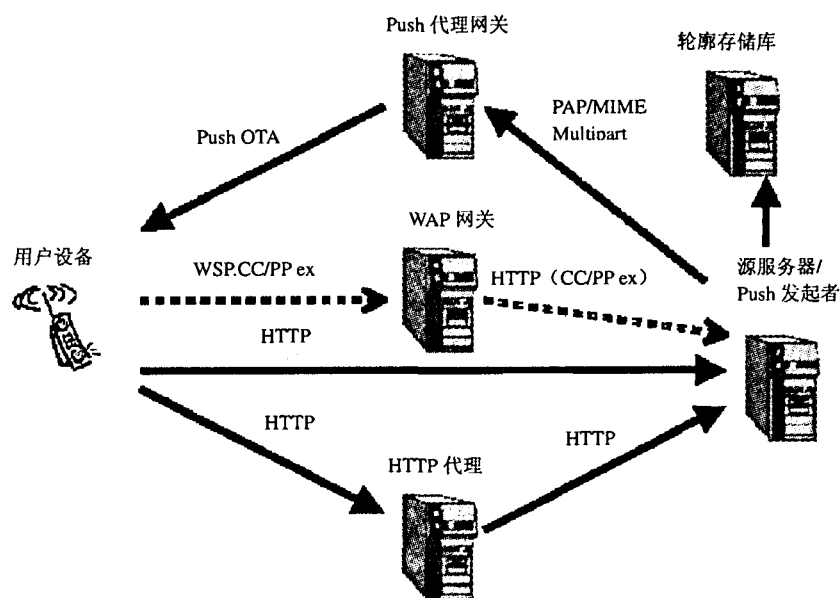 Push 代理网关
轮廓存储库
PAP/MIME
Multipart
Push OTA
WAP 网关
用户设备
WSP.CC/PP ex
HTTP（CC/PP ex）
源服务器/
Push 发起者
HTTP
HTTP
HTTP
HTTP 代理